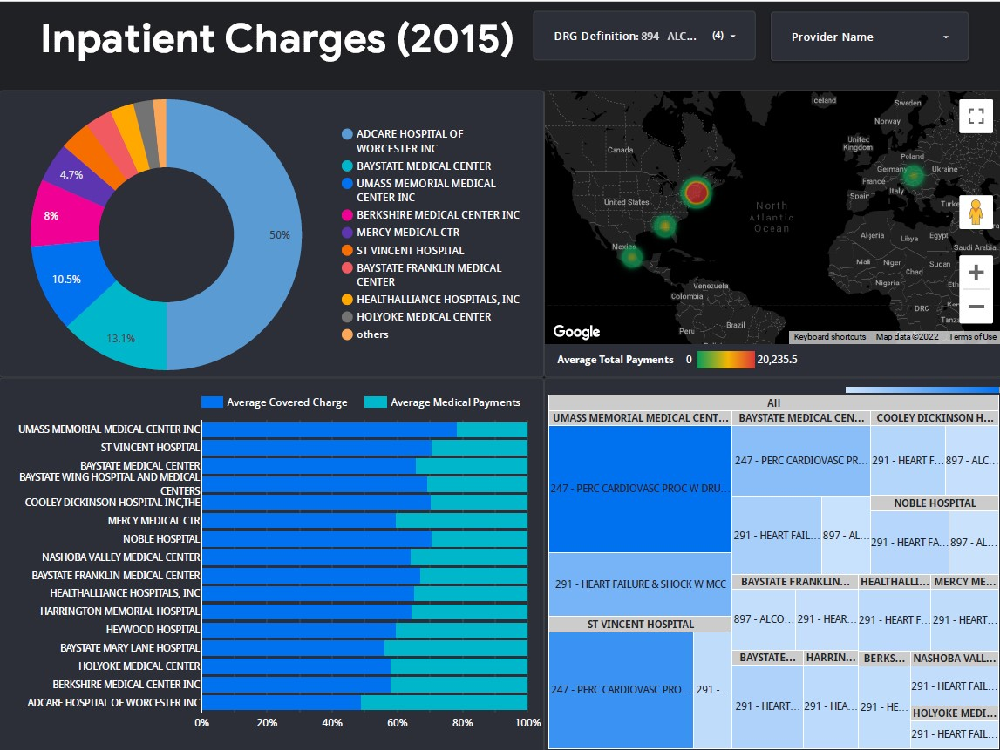 Inpatient Charges (2015)
DRG Definition: 894 - ALC... (4)
Provider Name
ADCARE HOSPITAL OF
WORCESTER INC
BAYSTATE MEDICAL CENTER
UMASS MEMORIAL MEDICAL
CENTER INC
BERKSHIRE MEDICAL CENTER INC
MERCY MEDICAL CTR
ST VINCENT HOSPITAL
BAYSTATE FRANKLIN MEDICAL
CENTER
HEALTHALLIANCE HOSPITALS, INC
HOLYOKE MEDICAL CENTER
others
4.7%
8%
10.5%
13.1%
50%
Iceland
Sweden
Norway
United
Kingdom
Poland
Germany
Ukraine
France
Italy
Spain
Turke
Canada
United States
North
Atlantic
Ocean
Mexico
Algeria
Libya
Egypt
Saudi Arabia
Mali
Niger
Chad
Sudan
Nigeria
Eth
Venezuela
Colombia
DRC
Ken
Tanza
Peru
Brazil
Google
Keyboard shortcuts
Map data ©2022
Terms of Use
Average Total Payments 0 20,235.5
Average Covered Charge
Average Medical Payments
UMASS MEMORIAL MEDICAL CENTER INC
ST VINCENT HOSPITAL
BAYSTATE MEDICAL CENTER
BAYSTATE WING HOSPITAL AND MEDICAL
CENTERS
COOLEY DICKINSON HOSPITAL INC,THE
MERCY MEDICAL CTR
NOBLE HOSPITAL
NASHOBA VALLEY MEDICAL CENTER
BAYSTATE FRANKLIN MEDICAL CENTER
HEALTHALLIANCE HOSPITALS, INC
HARRINGTON MEMORIAL HOSPITAL
HEYWOOD HOSPITAL
BAYSTATE MARY LANE HOSPITAL
HOLYOKE MEDICAL CENTER
BERKSHIRE MEDICAL CENTER INC
ADCARE HOSPITAL OF WORCESTER INC
0% 20% 40% 60% 80% 100%
All
UMASS MEMORIAL MEDICAL CENT...
247 - PERC CARDIOVASC PROC W DRU...
291 - HEART FAILURE & SHOCK W MCC
ST VINCENT HOSPITAL
247 - PERC CARDIOVASC PRO...
291 -...
BAYSTATE MEDICAL CEN...
247 - PERC CARDIOVASC PR...
291 - HEART FAIL...
897 - AL...
COOLEY DICKINSON H...
291 - HEART F...
897 - ALC...
NOBLE HOSPITAL
291 - HEART FA...
897 - AL...
BAYSTATE FRANKLIN...
897 - ALCO...
291 - HEAR...
HEALTHALLI...
291 - HEART F...
MERCY ME...
291 - HEART...
BAYSTATE...
291 - HEART...
HARRIN...
291 - HEA...
BERKS...
291 - HE...
NASHOBA VALL...
291 - HEART FAIL...
HOLYOKE MEDI...
291 - HEART FAIL...